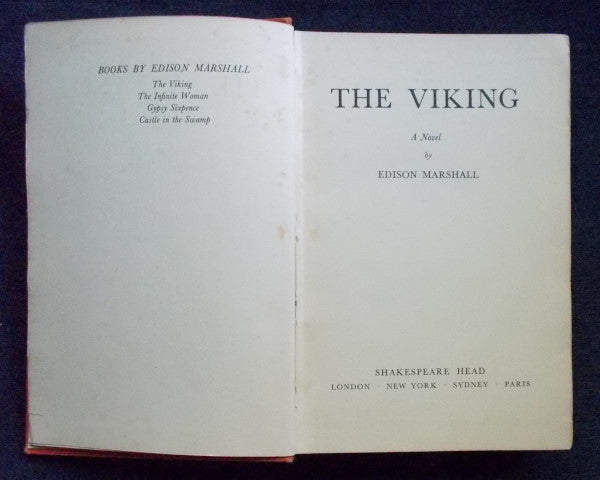 BOOKS BY EDISON MARSHALL
The Viking
The Infinite Woman
Gypsy Sixpence
Castle in the Swamp
THE VIKING
A Novel
by
EDISON MARSHALL
SHAKESPEARE HEAD
LONDON · NEW YORK · SYDNEY · PARIS